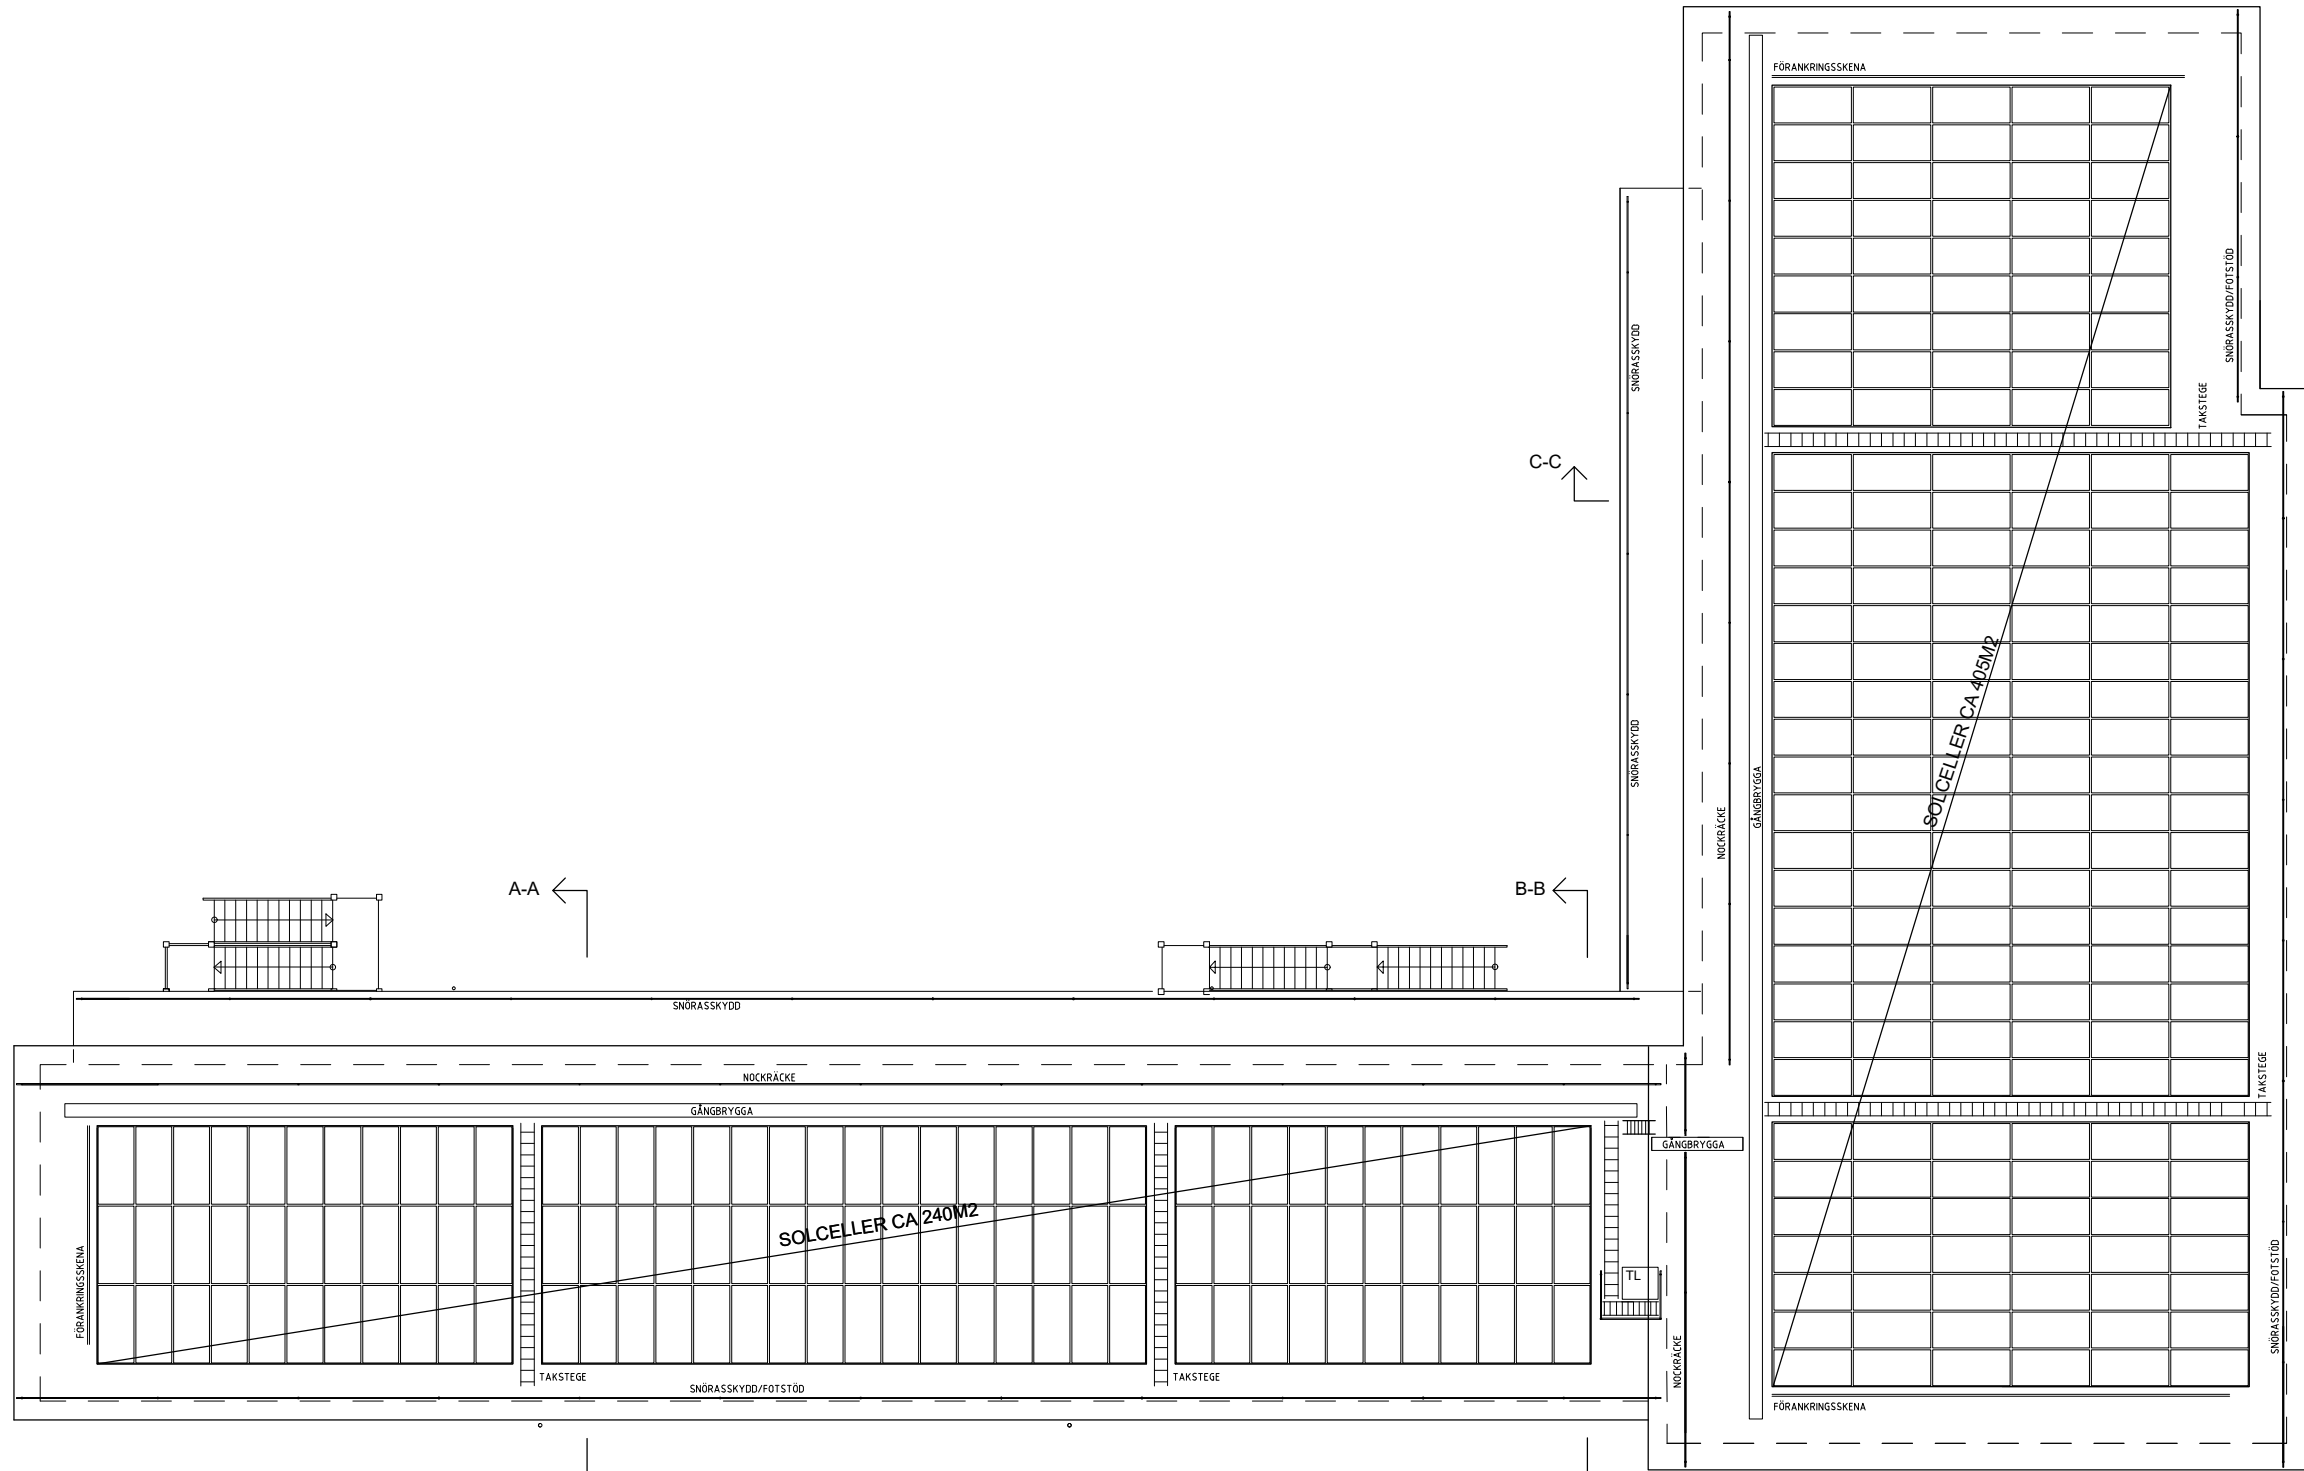 FÖRANKRINGSSKENA
SNÖRASSKYDD/FOTSTÖD
SNÖRASSKYDD
TAKSTEGE
C-C
SOLCELLER CA 405M2
SNÖRASSKYDD
GÅNGBRYGGA
NOCKRÄCKE
A-A
B-B
SNÖRASSKYDD
TAKSTEGE
NOCKRÄCKE
GÅNGBRYGGA
GÅNGBRYGGA
SOLCELLER CA 240M2
FÖRANKRINGSSKENA
TL
SNÖRASSKYDD/FOTSTÖD
NOCKRÄCKE
TAKSTEGE
TAKSTEGE
SNÖRASSKYDD/FOTSTÖD
FÖRANKRINGSSKENA